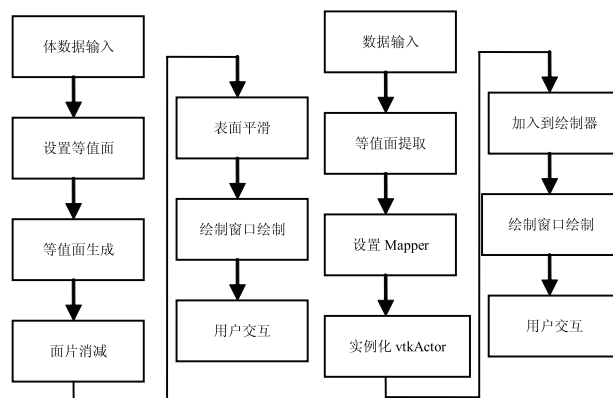 体数据输入
设置等值面
等值面生成
面片消减
表面平滑
绘制窗口绘制
用户交互
数据输入
等值面提取
设置 Mapper
实例化 vtkActor
加入到绘制器
绘制窗口绘制
用户交互